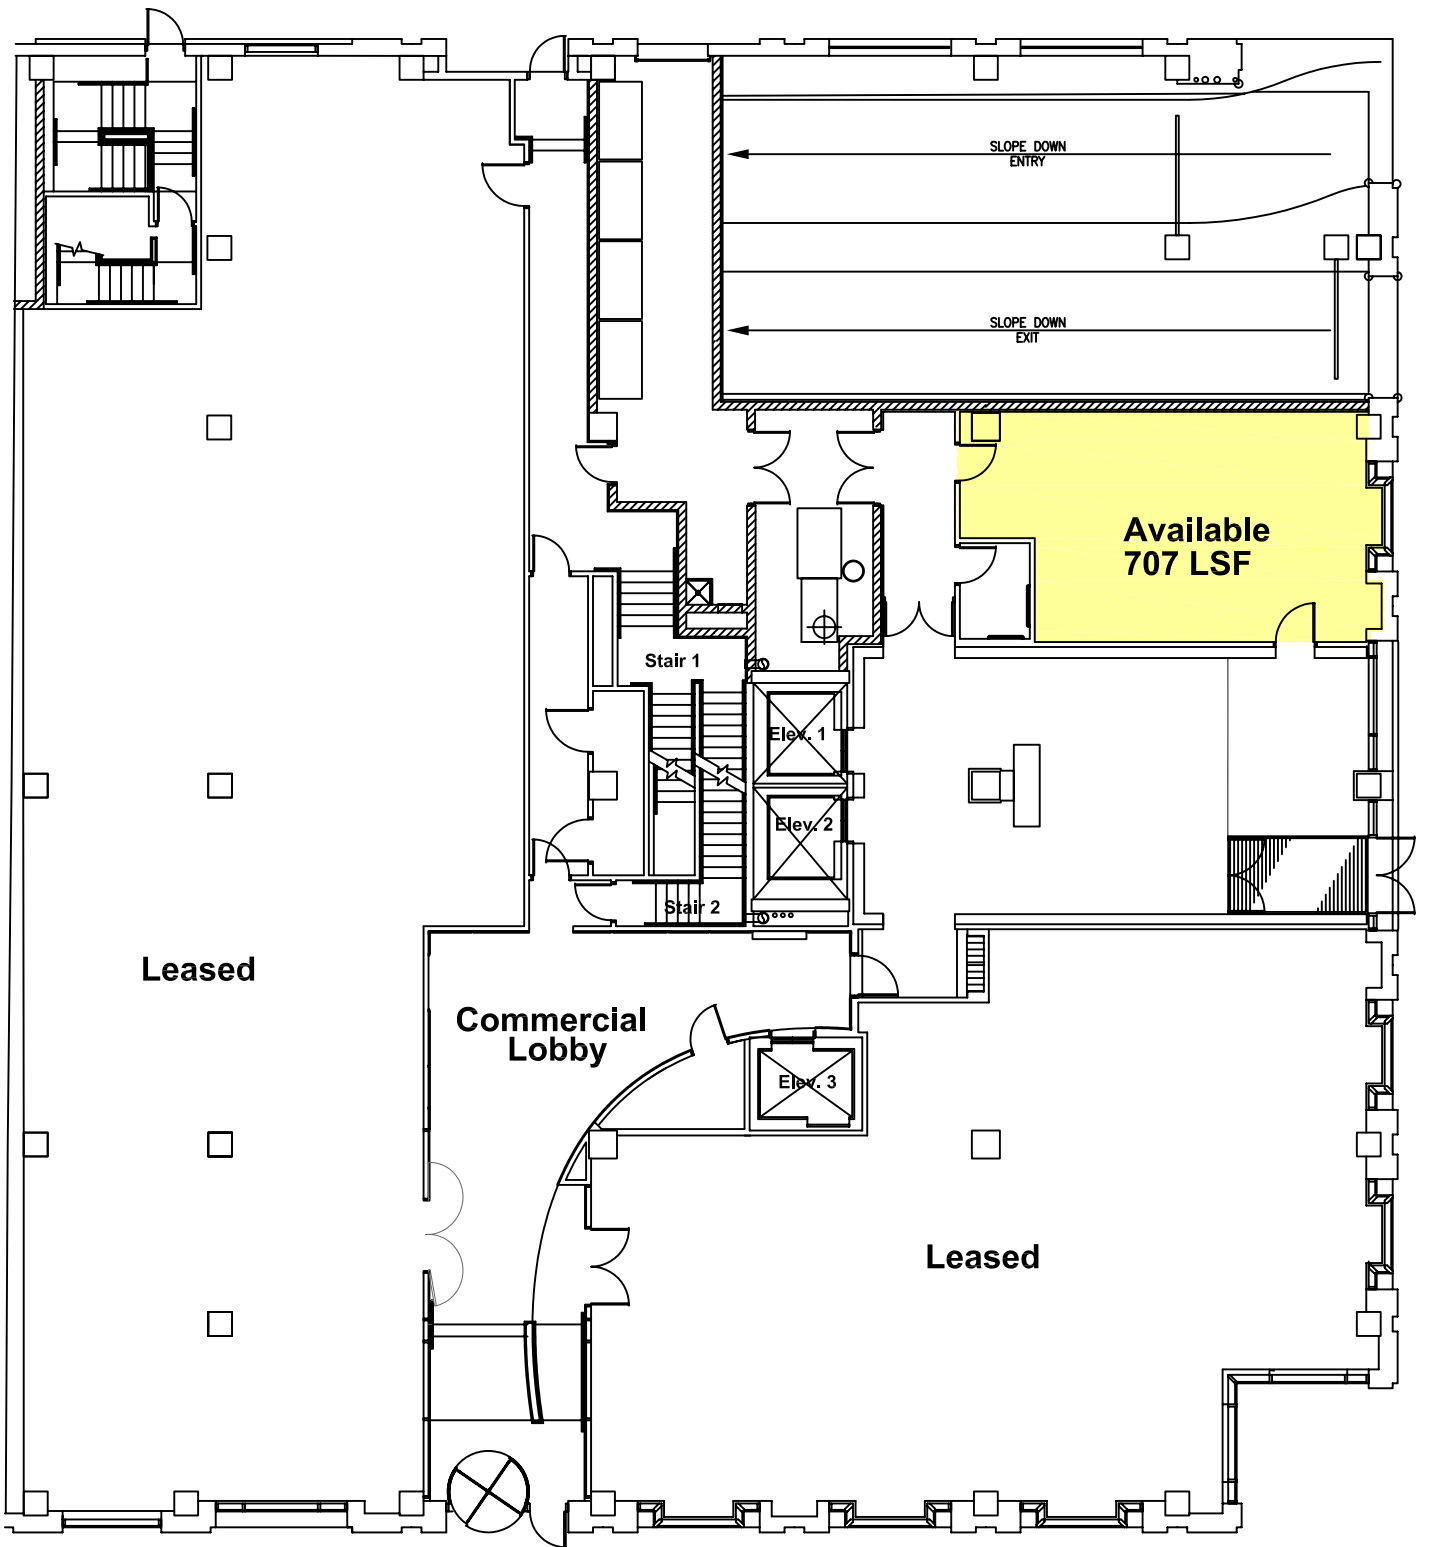 SLOPE DOWN
ENTRY
SLOPE DOWN
EXIT
Available
707 LSF
Stair 1
Elev. 1
Elev. 2
Stair 2
Leased
Commercial
Lobby
Elev. 3
Leased